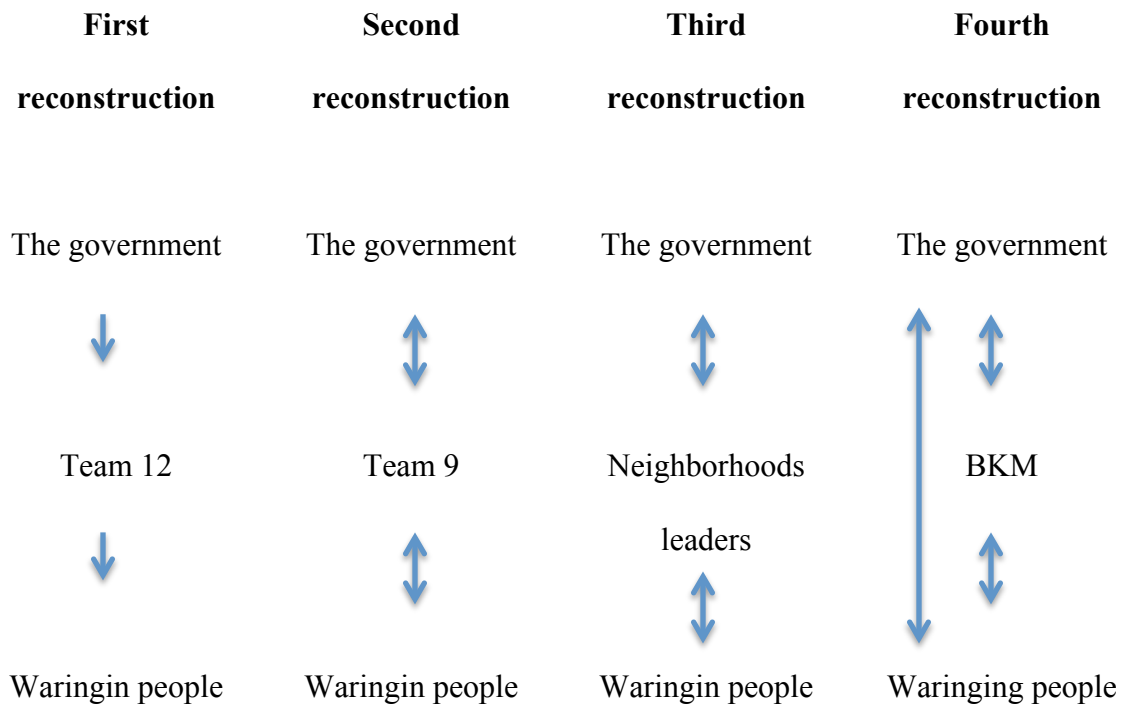 First Second Third Fourth
reconstruction reconstruction reconstruction reconstruction
The government The government The government The government
Team 12 Team 9 Neighborhoods BKM
leaders
Waringin people Waringin people Waringin people Waringing people